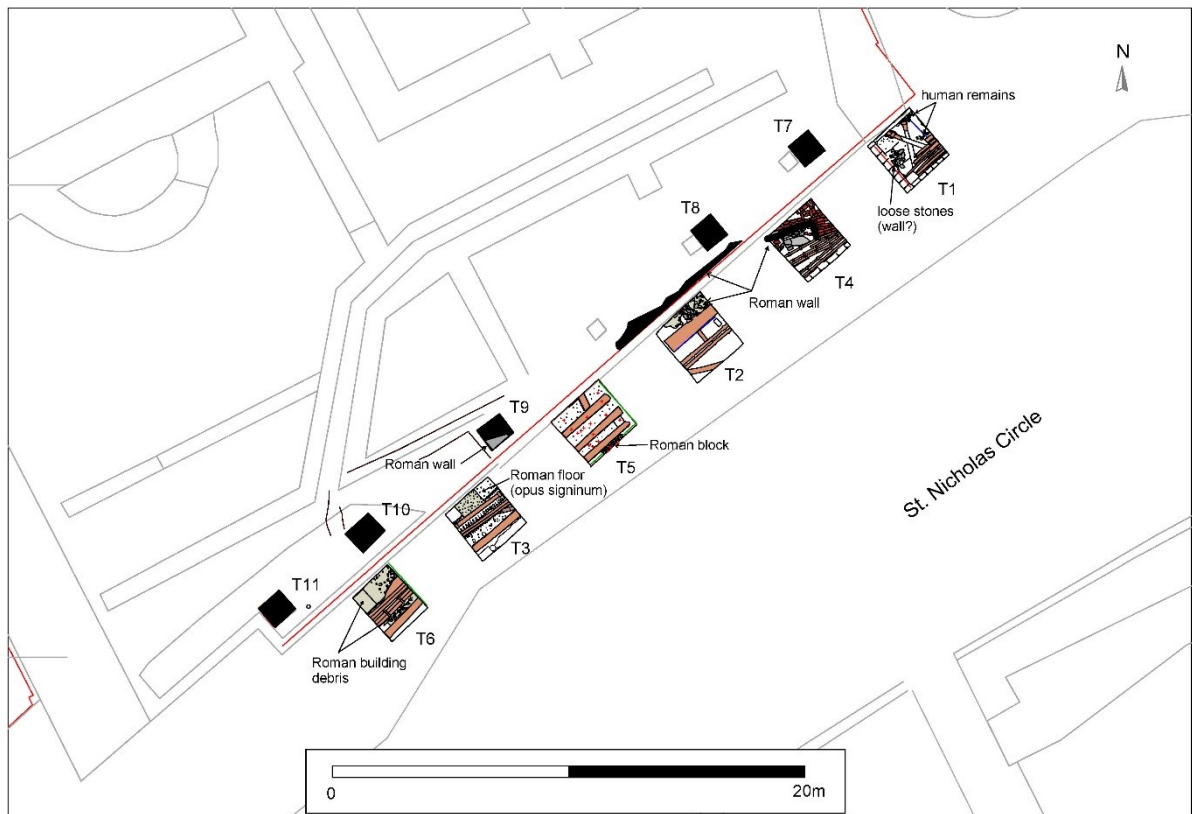 N
human remains
T7
T1
loose stones
(wall?)
T8
T4
Roman wall
T2
St. Nicholas Circle
T9
Roman block
T5
Roman wall
Roman floor
(opus signinum)
T10
T3
T11
T6
Roman building
debris
0
20m